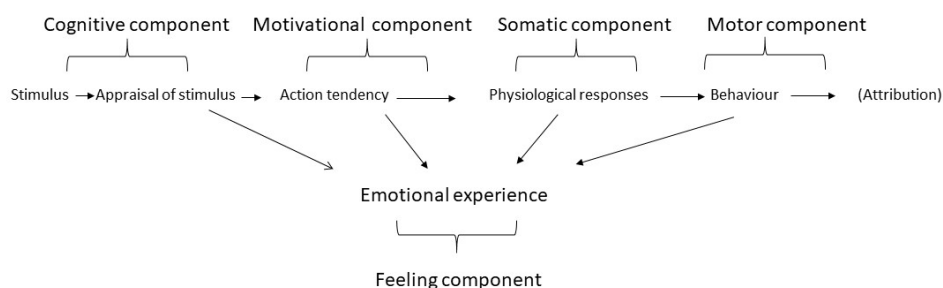 Cognitive component Motivational component Somatic component Motor component
Stimulus Appraisal of stimulus Action tendency Physiological responses Behaviour (Attribution)
Emotional experience
Feeling component